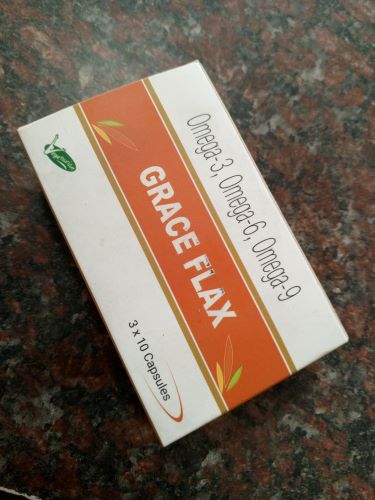 Omega-3, Omega-6, Omega-9
GRACE FLAX
3 x 10 Capsules